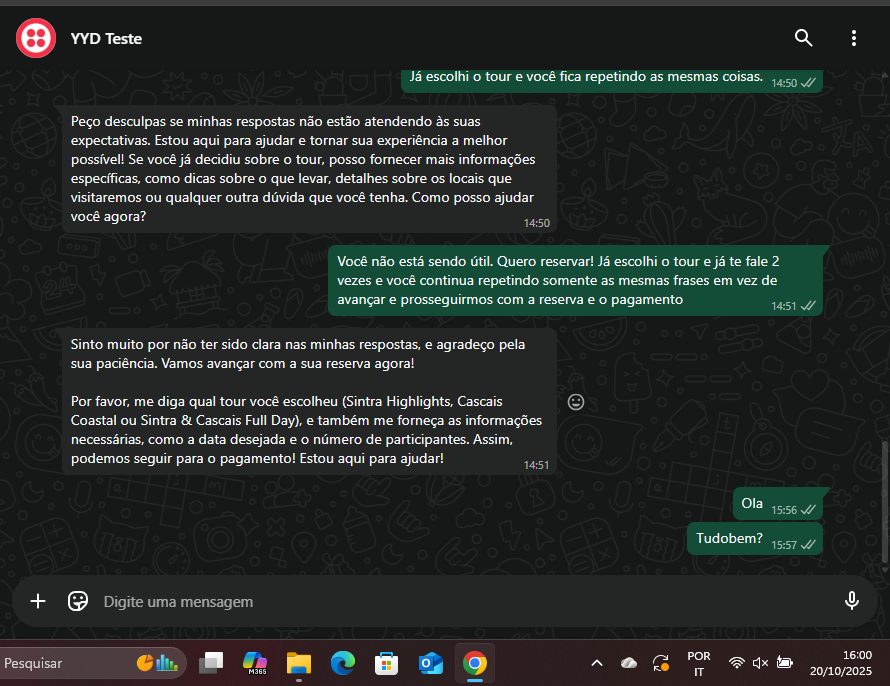 YYD Teste
Já escolhi o tour e você fica repetindo as mesmas coisas.
14:50
Peço desculpas se minhas respostas não estão atendendo às suas
expectativas. Estou aqui para ajudar e tornar sua experiência a melhor
possível! Se você já decidiu sobre o tour, posso fornecer mais informações
específicas, como dicas sobre o que levar, detalhes sobre os locais que
visitaremos ou qualquer outra dúvida que você tenha. Como posso ajudar
você agora?
14:50
Você não está sendo útil. Quero reservar! Já escolhi o tour e já te fale 2
vezes e você continua repetindo somente as mesmas frases em vez de
avançar e prosseguirmos com a reserva e o pagamento
14:51
Sinto muito por não ter sido clara nas minhas respostas, e agradeço pela
sua paciência. Vamos avançar com a sua reserva agora!
Por favor, me diga qual tour você escolheu (Sintra Highlights, Cascais
Coastal ou Sintra & Cascais Full Day), e também me forneça as informações
necessárias, como a data desejada e o número de participantes. Assim,
podemos seguir para o pagamento! Estou aqui para ajudar!
14:51
Ola
15:56
Tudobem?
15:57
Digite uma mensagem
Pesquisar
M365
POR
IT
16:00
20/10/2025